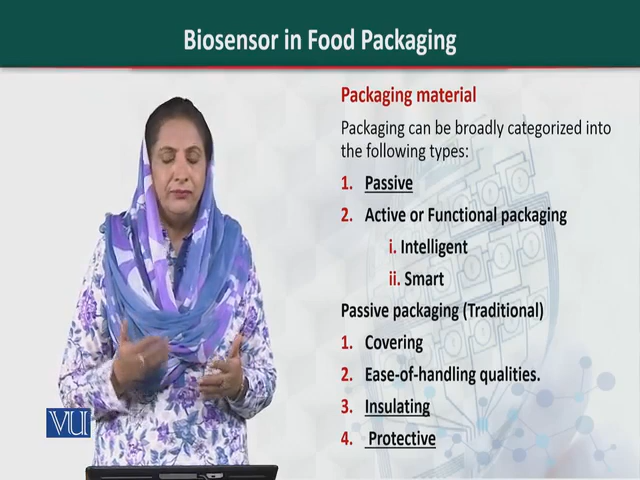 Biosensor in Food Packaging
Packaging material
Packaging can be broadly categorized into
the following types:
1. Passive
2. Active or Functional packaging
i. Intelligent
ii. Smart
Passive packaging (Traditional)
1. Covering
2. Ease-of-handling qualities.
3. Insulating
4. Protective
VU